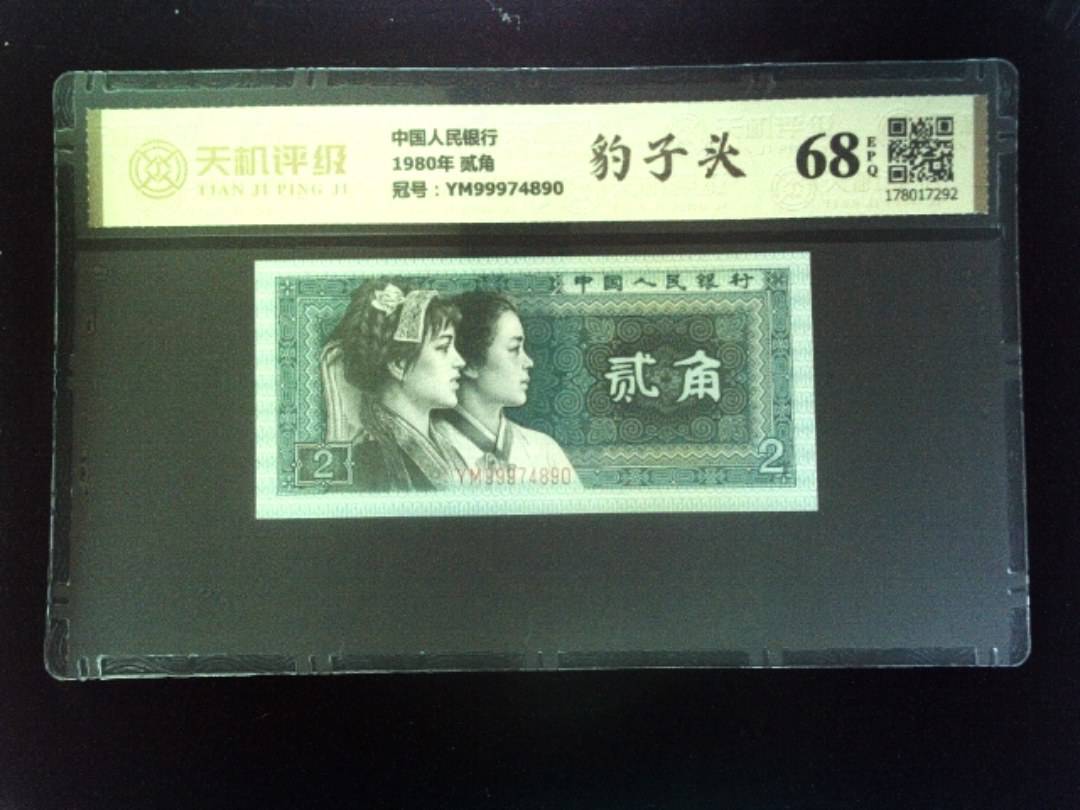 天机评级
TIAN JI PING JI
中国人民银行
1980年 贰角
冠号：YM99974890
豹子头
68
EPQ
178017292
中国人民银行
贰角
2
2
YM99974890